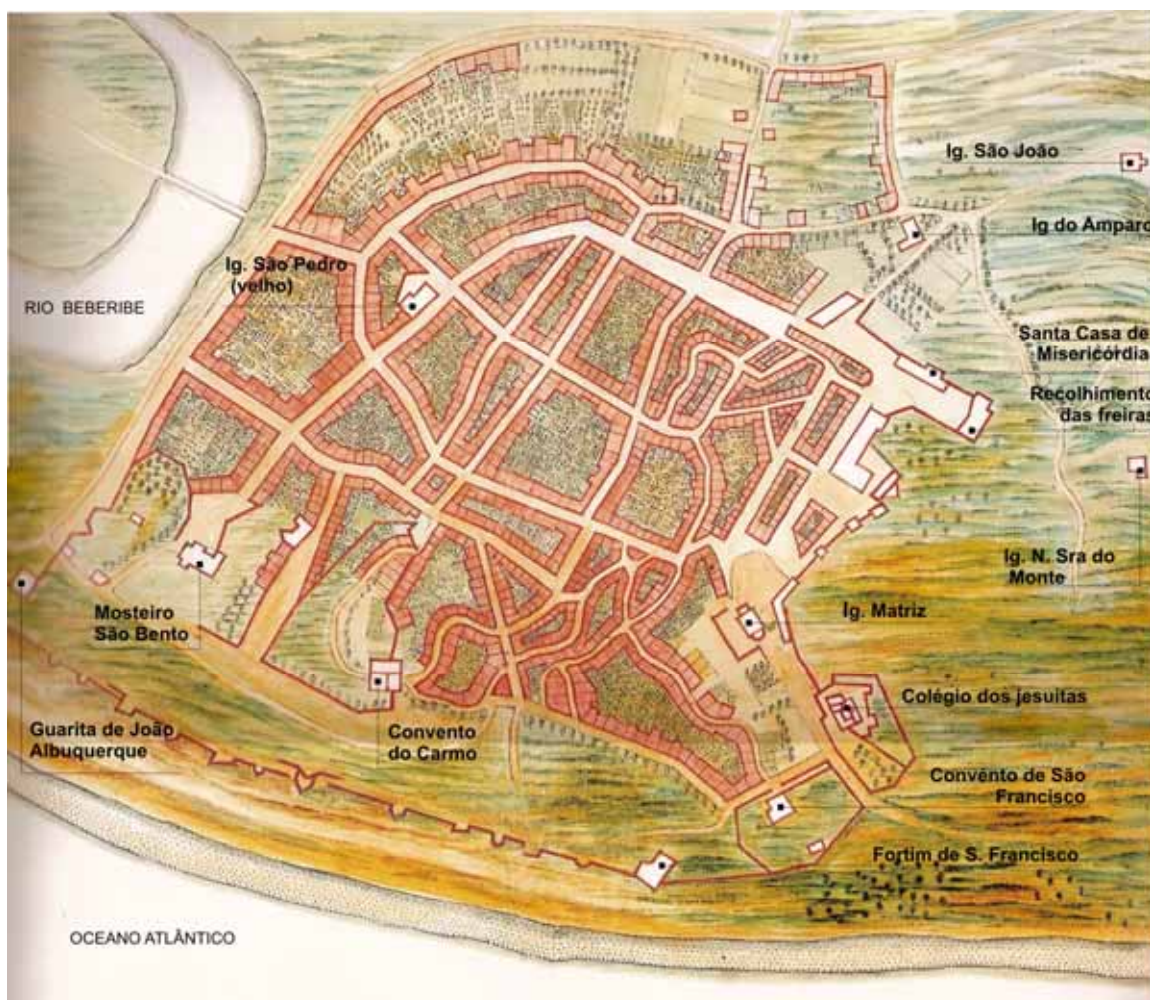 Ig. São João
Ig do Amparo
Ig. São Pedro
(velho)
RIO BEBERIBE
Santa Casa de
Misericórdia
Recolhimento
das freiras
Ig. N. Sra do
Monte
Ig. Matriz
Mosteiro
São Bento
Colégio dos jesuitas
Guarita de João
Albuquerque
Convento
do Carmo
Convento de São
Francisco
Fortim de S. Francisco
OCEANO ATLÂNTICO